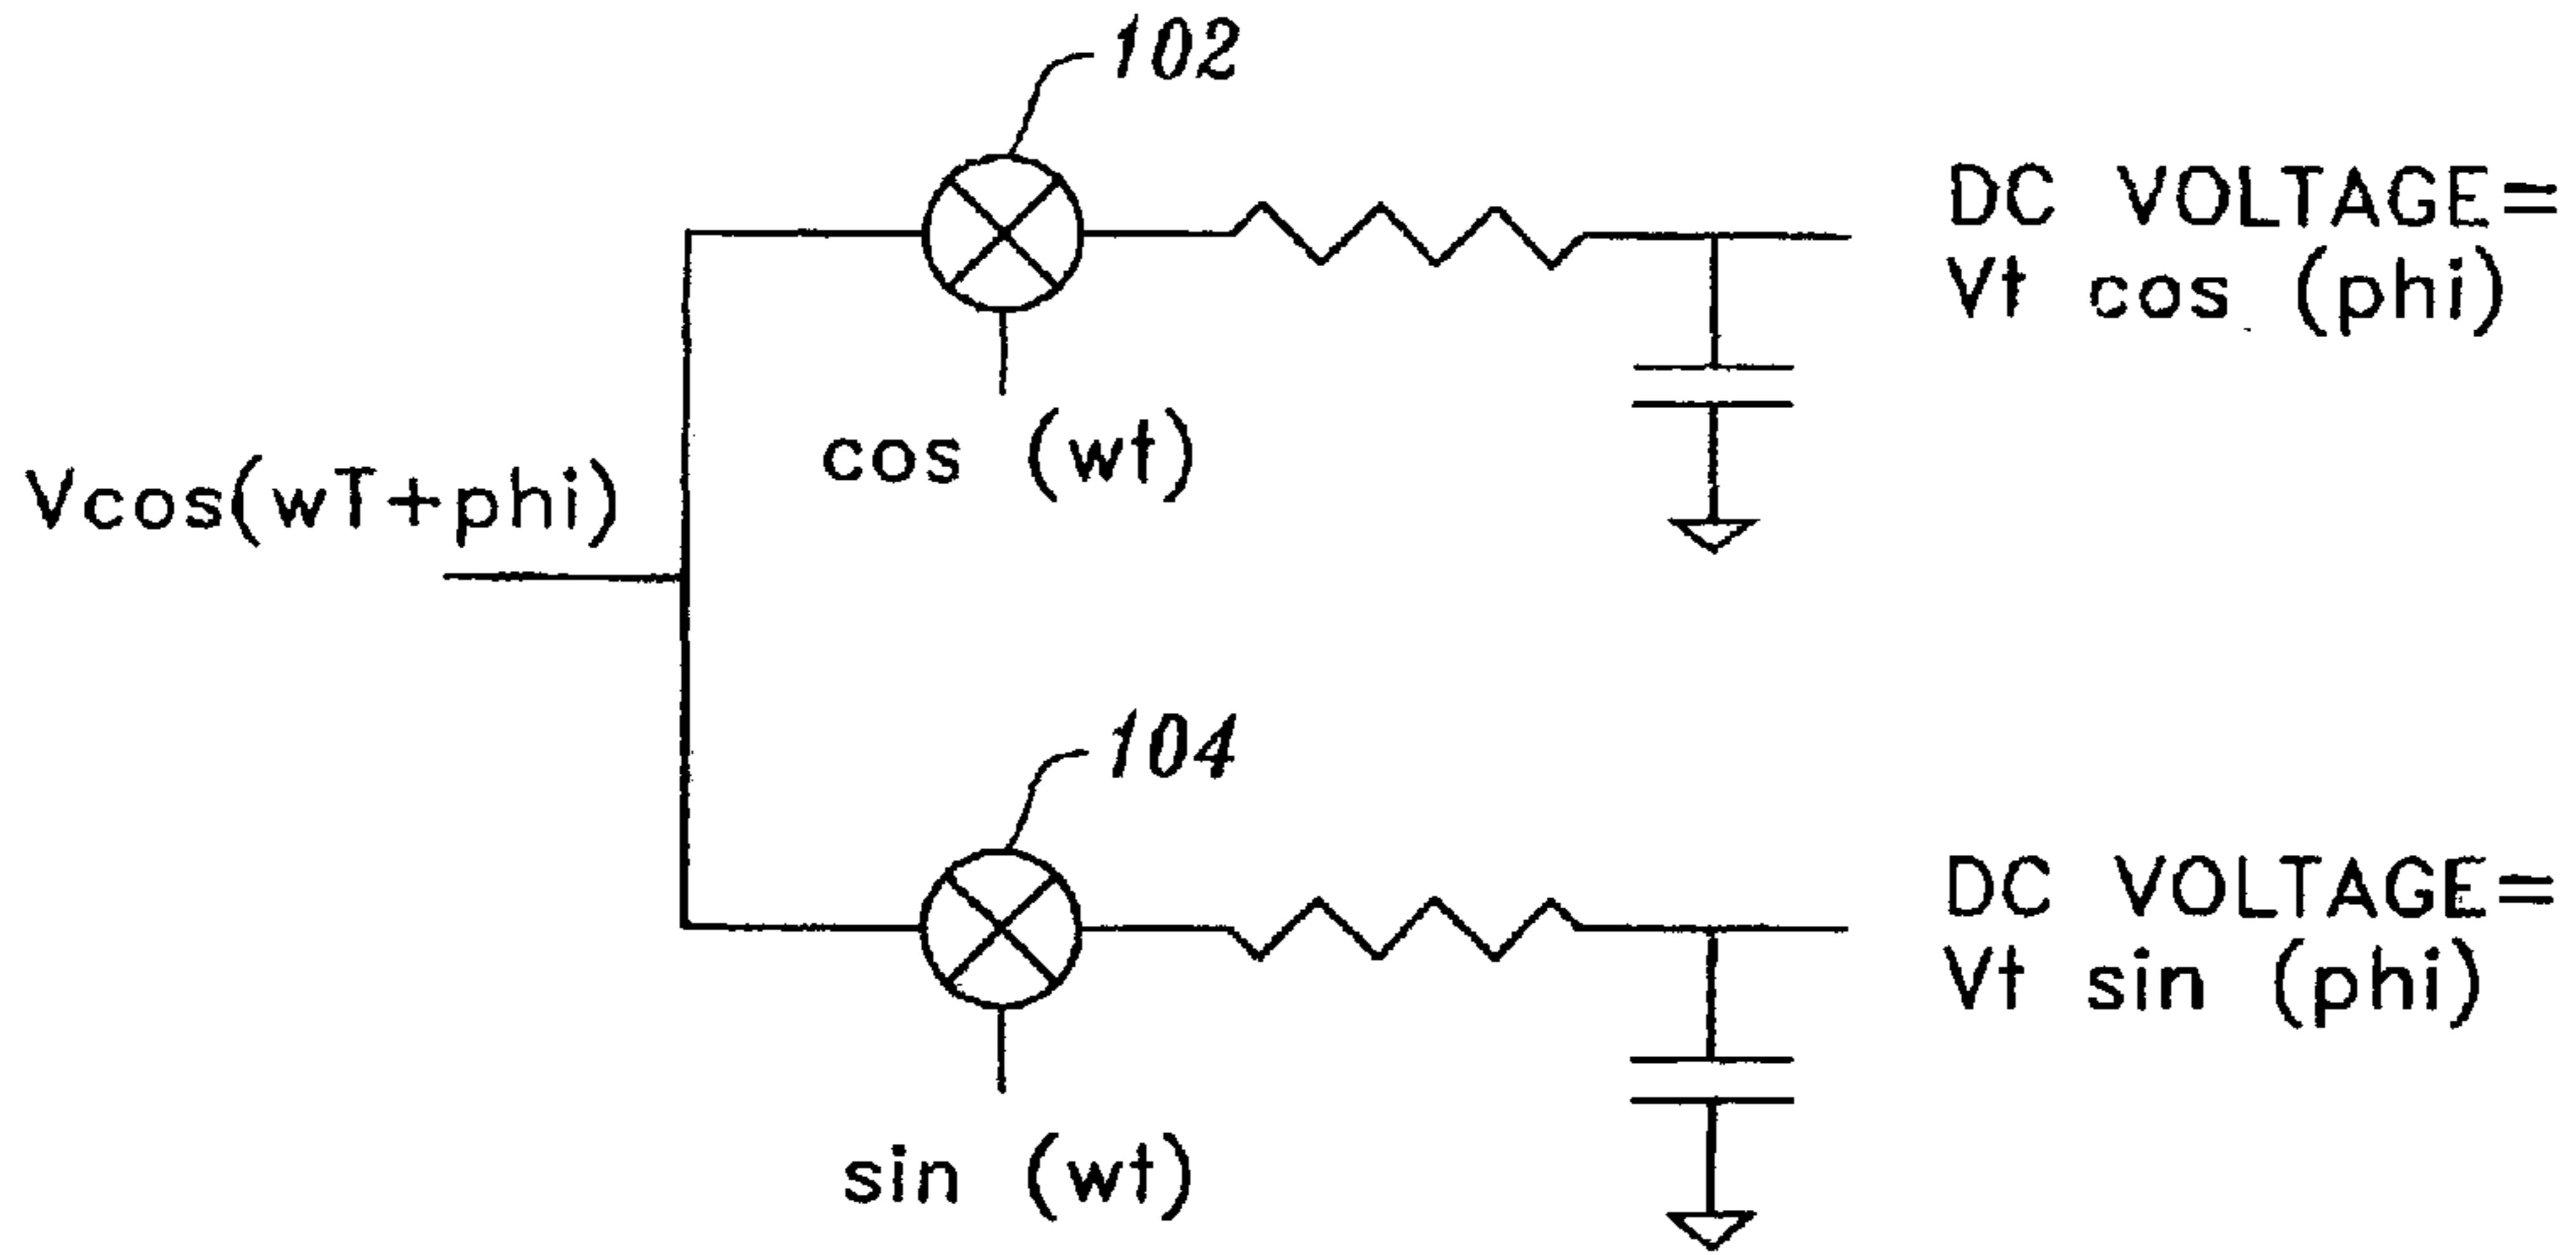 102
DC VOLTAGE=
Vt cos (phi)
cos (wt)
Vcos(wT+phi)
104
DC VOLTAGE=
Vt sin (phi)
sin (wt)